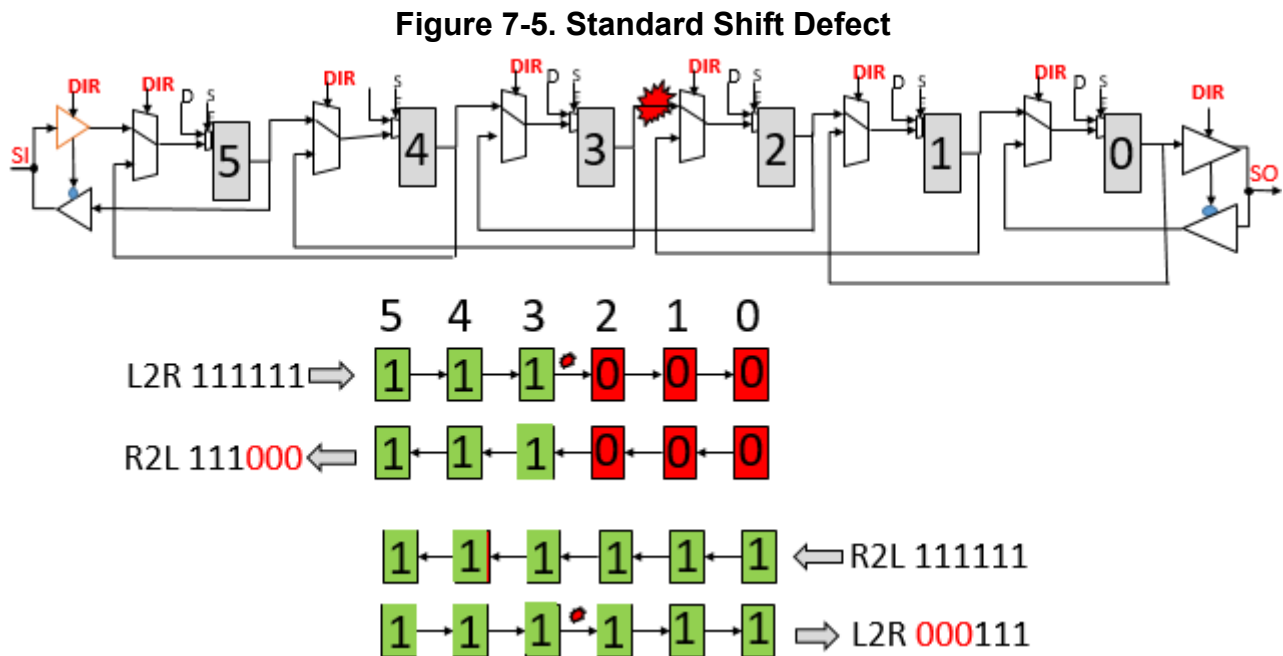 Figure 7-5. Standard Shift Defect
DIR DIR D S E DIR S E DIR D S E DIR D S E DIR D S E DIR D S E DIR
SI 5 4 3 2 1 0 SO
5 4 3 2 1 0
L2R 111111 1 1 1 0 0 0
R2L 111000 1 1 1 0 0 0
1 1 1 1 1 1 R2L 111111
1 1 1 1 1 1 L2R 000111